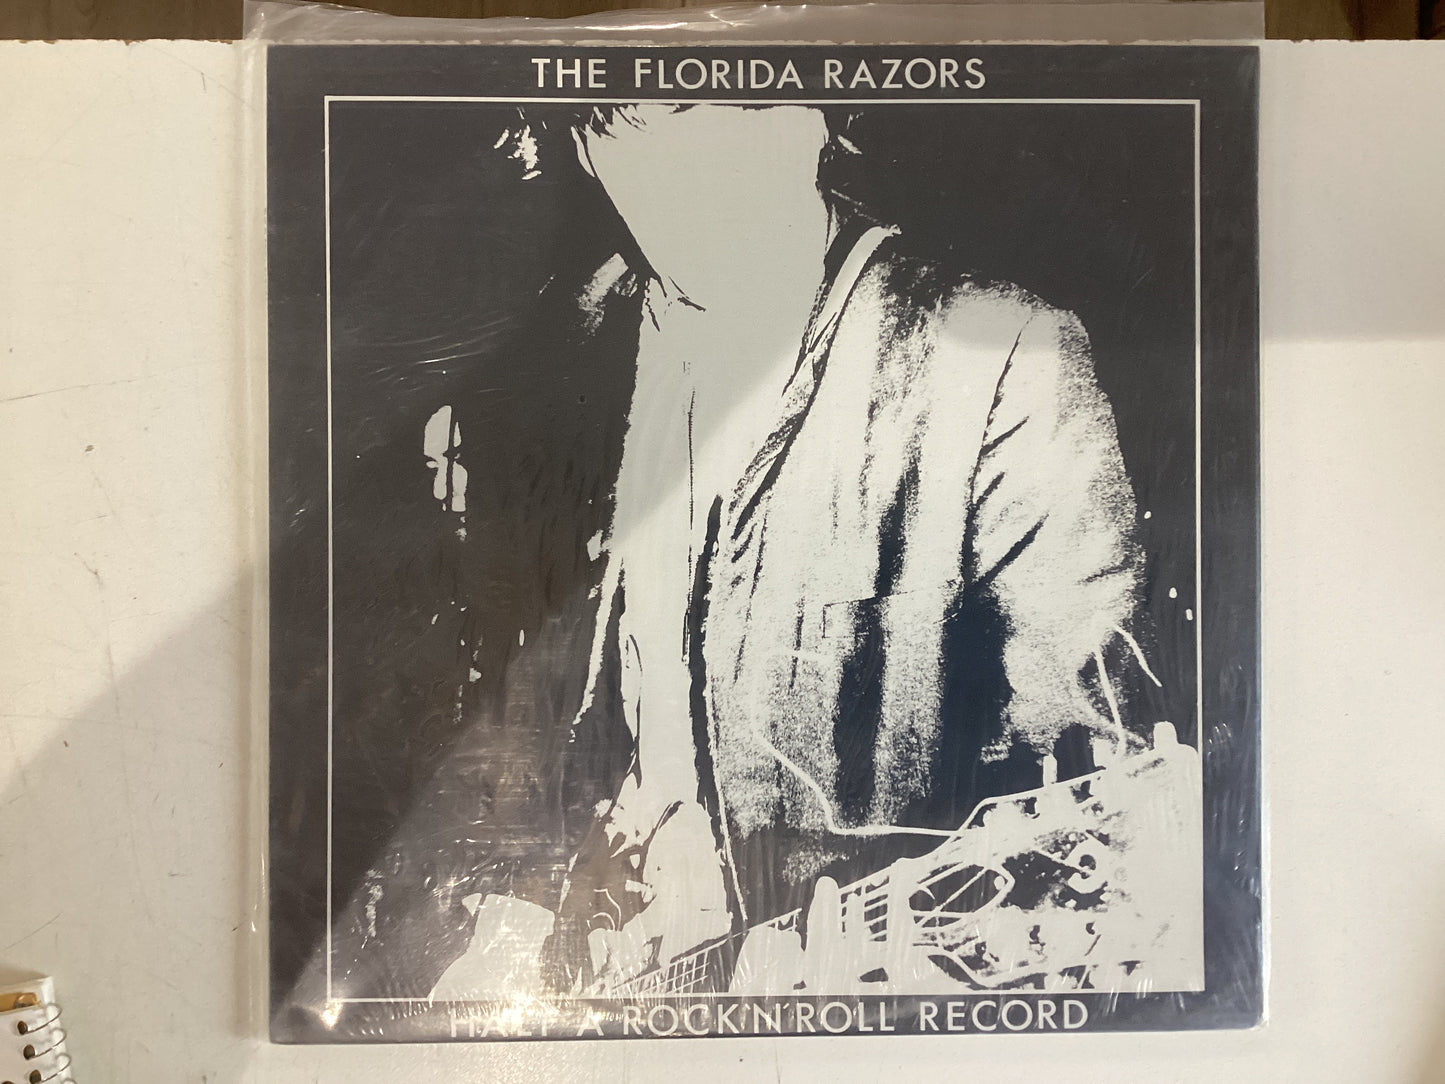 THE FLORIDA RAZORS
HALF A ROCK'N'ROLL RECORD